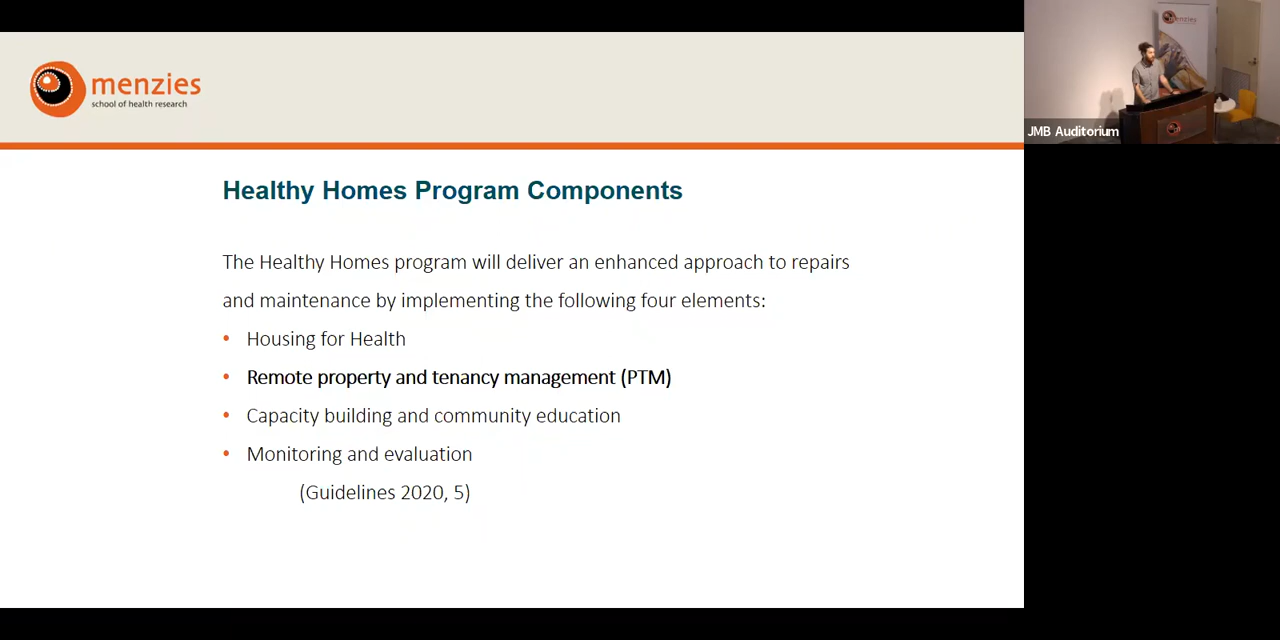 menzies
school of health research
Healthy Homes Program Components
The Healthy Homes program will deliver an enhanced approach to repairs
and maintenance by implementing the following four elements:
• Housing for Health
• Remote property and tenancy management (PTM)
• Capacity building and community education
• Monitoring and evaluation
(Guidelines 2020, 5)
menzies
JMB Auditorium